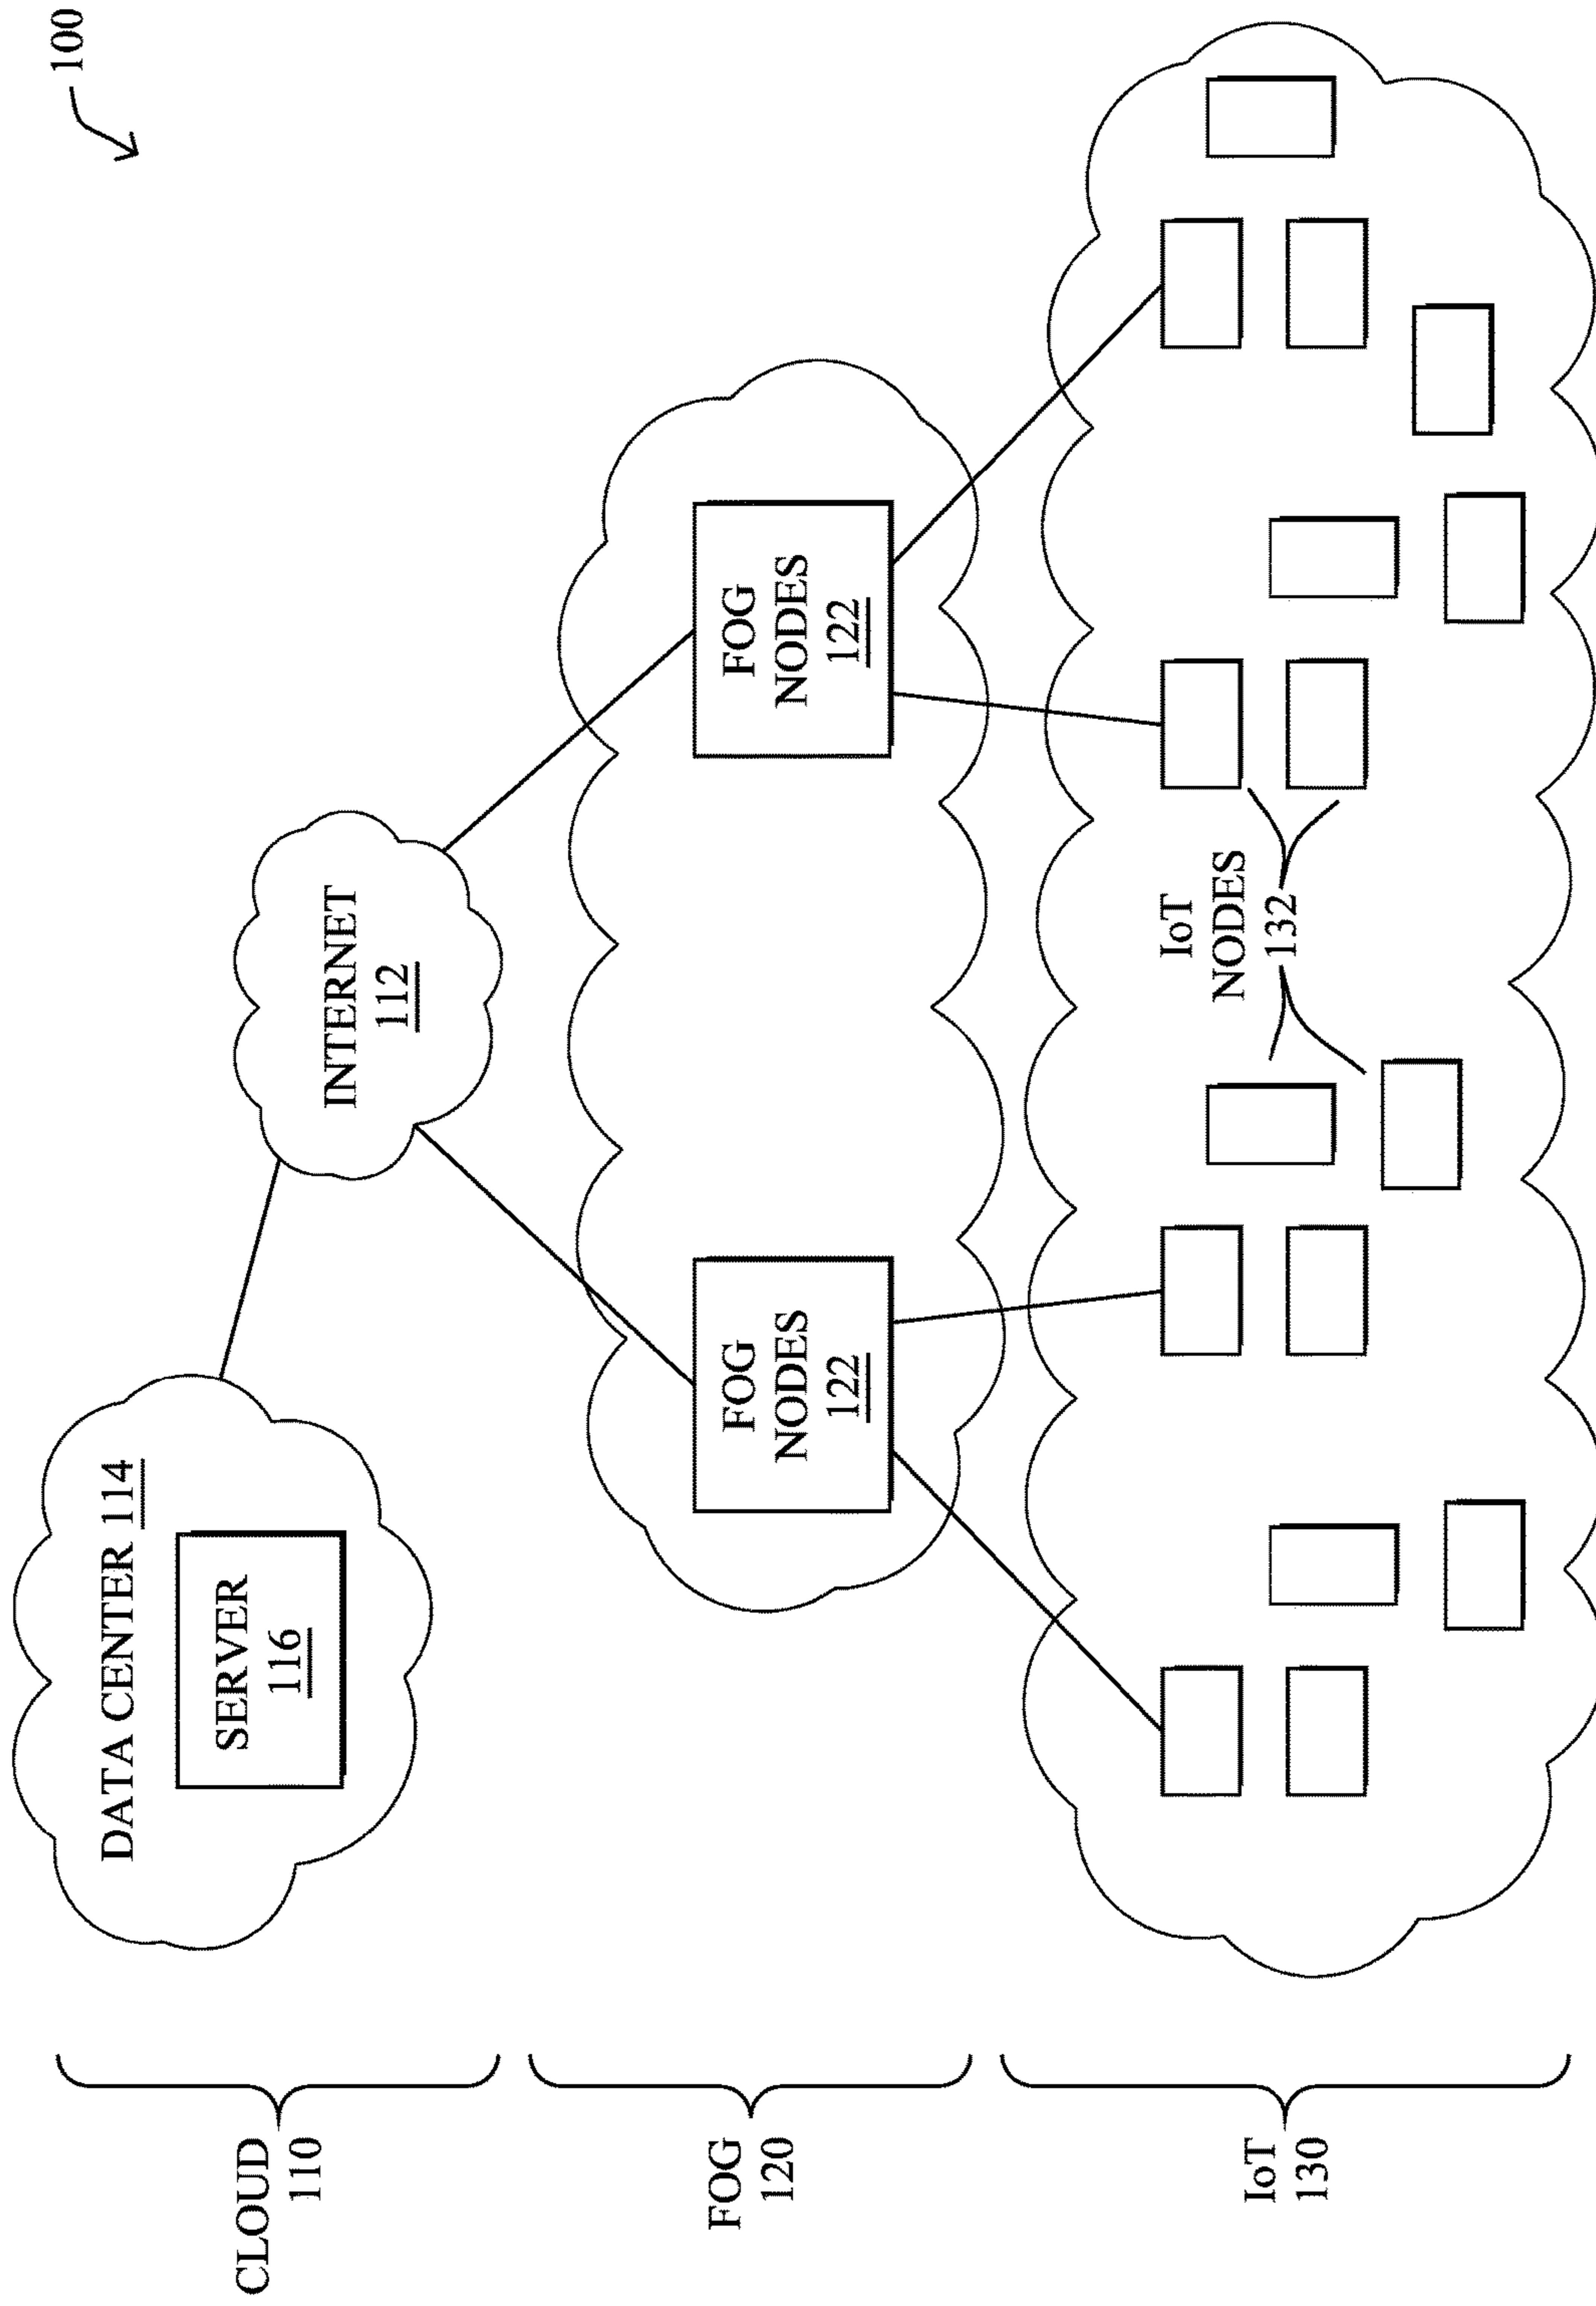 100
CLOUD
110
DATA CENTER 114
SERVER
116
INTERNET
112
FOG
120
FOG
NODES
122
FOG
NODES
122
IoT
130
IoT
NODES
132